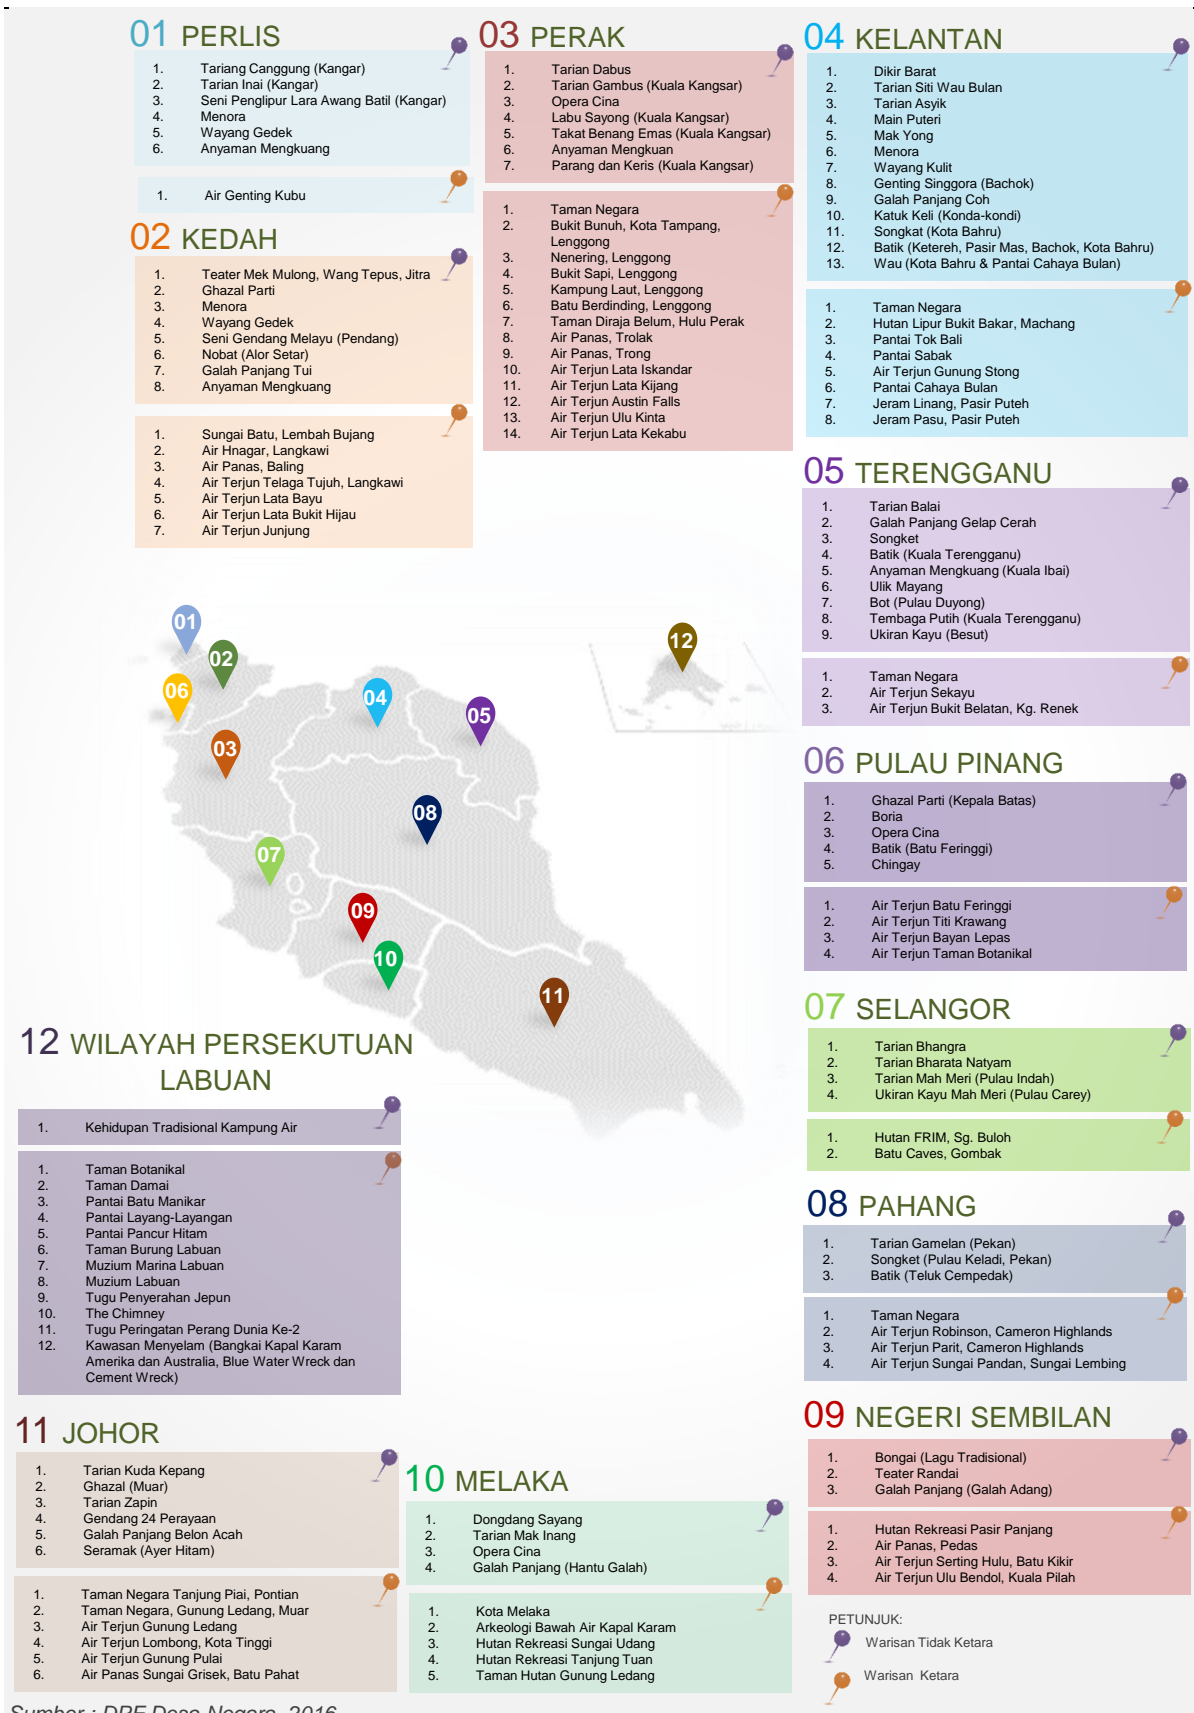 01 PERLIS
1. Tariang Canggung (Kangar)
2. Tarian Inai (Kangar)
3. Seni Penglipur Lara Awang Batil (Kangar)
4. Menora
5. Wayang Gedek
6. Anyaman Mengkuang
1. Air Genting Kubu
02 KEDAH
1. Teater Mek Mulong, Wang Tepus, Jitra
2. Ghazal Parti
3. Menora
4. Wayang Gedek
5. Seni Gendang Melayu (Pendang)
6. Nobat (Alor Setar)
7. Galah Panjang Tui
8. Anyaman Mengkuang
1. Sungai Batu, Lembah Bujang
2. Air Hnagar, Langkawi
3. Air Panas, Baling
4. Air Terjun Telaga Tujuh, Langkawi
5. Air Terjun Lata Bayu
6. Air Terjun Lata Bukit Hijau
7. Air Terjun Junjung
03 PERAK
1. Tarian Dabus
2. Tarian Gambus (Kuala Kangsar)
3. Opera Cina
4. Labu Sayong (Kuala Kangsar)
5. Takat Benang Emas (Kuala Kangsar)
6. Anyaman Mengkuan
7. Parang dan Keris (Kuala Kangsar)
1. Taman Negara
2. Bukit Bunuh, Kota Tampang,
Lenggong
3. Nenering, Lenggong
4. Bukit Sapi, Lenggong
5. Kampung Laut, Lenggong
6. Batu Berdinding, Lenggong
7. Taman Diraja Belum, Hulu Perak
8. Air Panas, Trolak
9. Air Panas, Trong
10. Air Terjun Lata Iskandar
11. Air Terjun Lata Kijang
12. Air Terjun Austin Falls
13. Air Terjun Ulu Kinta
14. Air Terjun Lata Kekabu
04 KELANTAN
1. Dikir Barat
2. Tarian Siti Wau Bulan
3. Tarian Asyik
4. Main Puteri
5. Mak Yong
6. Menora
7. Wayang Kulit
8. Genting Singgora (Bachok)
9. Galah Panjang Coh
10. Katuk Keli (Konda-kondi)
11. Songkat (Kota Bahru)
12. Batik (Ketereh, Pasir Mas, Bachok, Kota Bahru)
13. Wau (Kota Bahru & Pantai Cahaya Bulan)
1. Taman Negara
2. Hutan Lipur Bukit Bakar, Machang
3. Pantai Tok Bali
4. Pantai Sabak
5. Air Terjun Gunung Stong
6. Pantai Cahaya Bulan
7. Jeram Linang, Pasir Puteh
8. Jeram Pasu, Pasir Puteh
05 TERENGGANU
1. Tarian Balai
2. Galah Panjang Gelap Cerah
3. Songket
4. Batik (Kuala Terengganu)
5. Anyaman Mengkuang (Kuala Ibai)
6. Ulik Mayang
7. Bot (Pulau Duyong)
8. Tembaga Putih (Kuala Terengganu)
9. Ukiran Kayu (Besut)
1. Taman Negara
2. Air Terjun Sekayu
3. Air Terjun Bukit Belatan, Kg. Renek
06 PULAU PINANG
1. Ghazal Parti (Kepala Batas)
2. Boria
3. Opera Cina
4. Batik (Batu Feringgi)
5. Chingay
1. Air Terjun Batu Feringgi
2. Air Terjun Titi Krawang
3. Air Terjun Bayan Lepas
4. Air Terjun Taman Botanikal
07 SELANGOR
1. Tarian Bhangra
2. Tarian Bharata Natyam
3. Tarian Mah Meri (Pulau Indah)
4. Ukiran Kayu Mah Meri (Pulau Carey)
1. Hutan FRIM, Sg. Buloh
2. Batu Caves, Gombak
08 PAHANG
1. Tarian Gamelan (Pekan)
2. Songket (Pulau Keladi, Pekan)
3. Batik (Teluk Cempedak)
1. Taman Negara
2. Air Terjun Robinson, Cameron Highlands
3. Air Terjun Parit, Cameron Highlands
4. Air Terjun Sungai Pandan, Sungai Lembing
09 NEGERI SEMBILAN
1. Bongai (Lagu Tradisional)
2. Teater Randai
3. Galah Panjang (Galah Adang)
1. Hutan Rekreasi Pasir Panjang
2. Air Panas, Pedas
3. Air Terjun Serting Hulu, Batu Kikir
4. Air Terjun Ulu Bendol, Kuala Pilah
PETUNJUK:
Warisan Tidak Ketara
Warisan Ketara
01
02
06
03
04
05
12
08
07
09
10
11
12 WILAYAH PERSEKUTUAN
LABUAN
1. Kehidupan Tradisional Kampung Air
1. Taman Botanikal
2. Taman Damai
3. Pantai Batu Manikar
4. Pantai Layang-Layangan
5. Pantai Pancur Hitam
6. Taman Burung Labuan
7. Muzium Marina Labuan
8. Muzium Labuan
9. Tugu Penyerahan Jepun
10. The Chimney
11. Tugu Peringatan Perang Dunia Ke-2
12. Kawasan Menyelam (Bangkai Kapal Karam
Amerika dan Australia, Blue Water Wreck dan
Cement Wreck)
11 JOHOR
1. Tarian Kuda Kepang
2. Ghazal (Muar)
3. Tarian Zapin
4. Gendang 24 Perayaan
5. Galah Panjang Belon Acah
6. Seramak (Ayer Hitam)
1. Taman Negara Tanjung Piai, Pontian
2. Taman Negara, Gunung Ledang, Muar
3. Air Terjun Gunung Ledang
4. Air Terjun Lombong, Kota Tinggi
5. Air Terjun Gunung Pulai
6. Air Panas Sungai Grisek, Batu Pahat
10 MELAKA
1. Dongdang Sayang
2. Tarian Mak Inang
3. Opera Cina
4. Galah Panjang (Hantu Galah)
1. Kota Melaka
2. Arkeologi Bawah Air Kapal Karam
3. Hutan Rekreasi Sungai Udang
4. Hutan Rekreasi Tanjung Tuan
5. Taman Hutan Gunung Ledang
Sumber : DPF Desa Negara, 2016